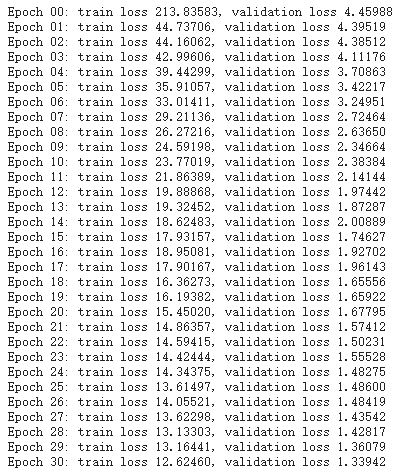 Epoch 00: train loss 213.83583, validation loss 4.45988
Epoch 01: train loss 44.73706, validation loss 4.39519
Epoch 02: train loss 44.16062, validation loss 4.38512
Epoch 03: train loss 42.99606, validation loss 4.11176
Epoch 04: train loss 39.44299, validation loss 3.70863
Epoch 05: train loss 35.91057, validation loss 3.42217
Epoch 06: train loss 33.01411, validation loss 3.24951
Epoch 07: train loss 29.21136, validation loss 2.72464
Epoch 08: train loss 26.27216, validation loss 2.63650
Epoch 09: train loss 24.59198, validation loss 2.34664
Epoch 10: train loss 23.77019, validation loss 2.38384
Epoch 11: train loss 21.86389, validation loss 2.14144
Epoch 12: train loss 19.88868, validation loss 1.97442
Epoch 13: train loss 19.32452, validation loss 1.87287
Epoch 14: train loss 18.62483, validation loss 2.00889
Epoch 15: train loss 17.93157, validation loss 1.74627
Epoch 16: train loss 18.95081, validation loss 1.92702
Epoch 17: train loss 17.90167, validation loss 1.96143
Epoch 18: train loss 16.36273, validation loss 1.65556
Epoch 19: train loss 16.19382, validation loss 1.65922
Epoch 20: train loss 15.45020, validation loss 1.67795
Epoch 21: train loss 14.86357, validation loss 1.57412
Epoch 22: train loss 14.59415, validation loss 1.50231
Epoch 23: train loss 14.42444, validation loss 1.55528
Epoch 24: train loss 14.34375, validation loss 1.48275
Epoch 25: train loss 13.61497, validation loss 1.48600
Epoch 26: train loss 14.05521, validation loss 1.48419
Epoch 27: train loss 13.62298, validation loss 1.43542
Epoch 28: train loss 13.13303, validation loss 1.42817
Epoch 29: train loss 13.16441, validation loss 1.36079
Epoch 30: train loss 12.62460, validation loss 1.33942